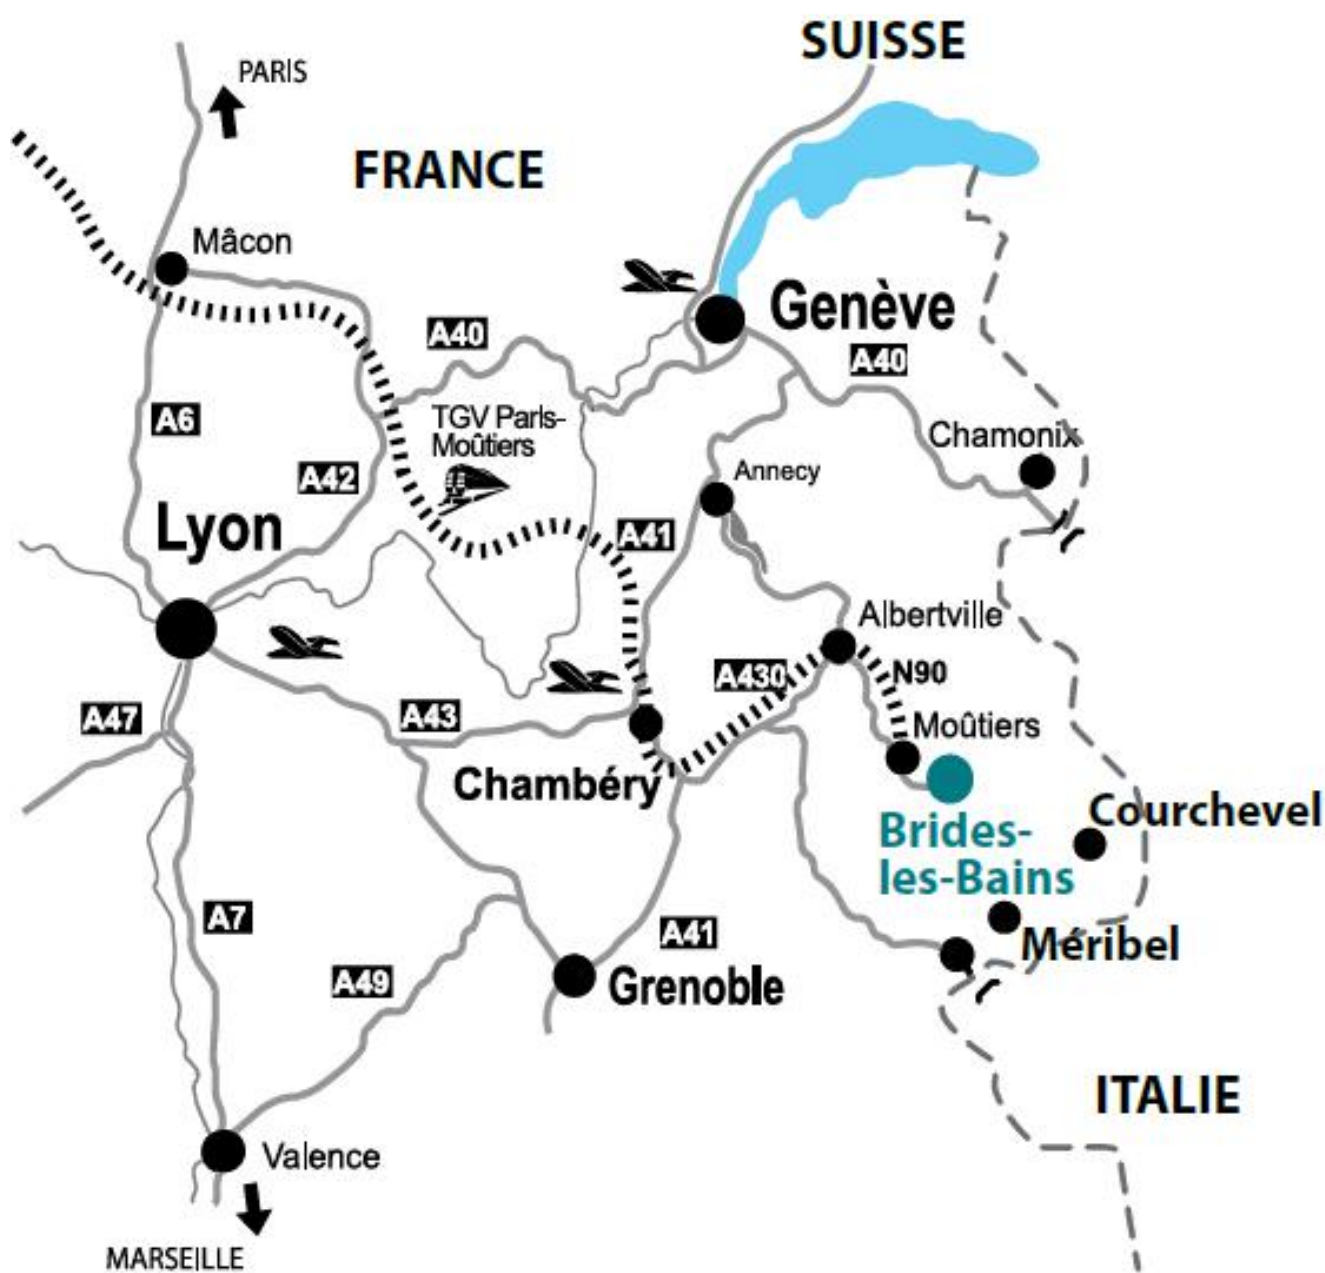 SUISSE
PARIS
FRANCE
Mâcon
Genève
A40
A40
A6
TGV Paris-
Moûtiers
Chamonix
Annecy
A42
Lyon
A41
Albertville
A430
N90
A47
A43
Moûtiers
Chambéry
Courchevel
Brides-
les-Bains
A7
A41
Méribel
A49
Grenoble
ITALIE
Valence
MARSEILLE